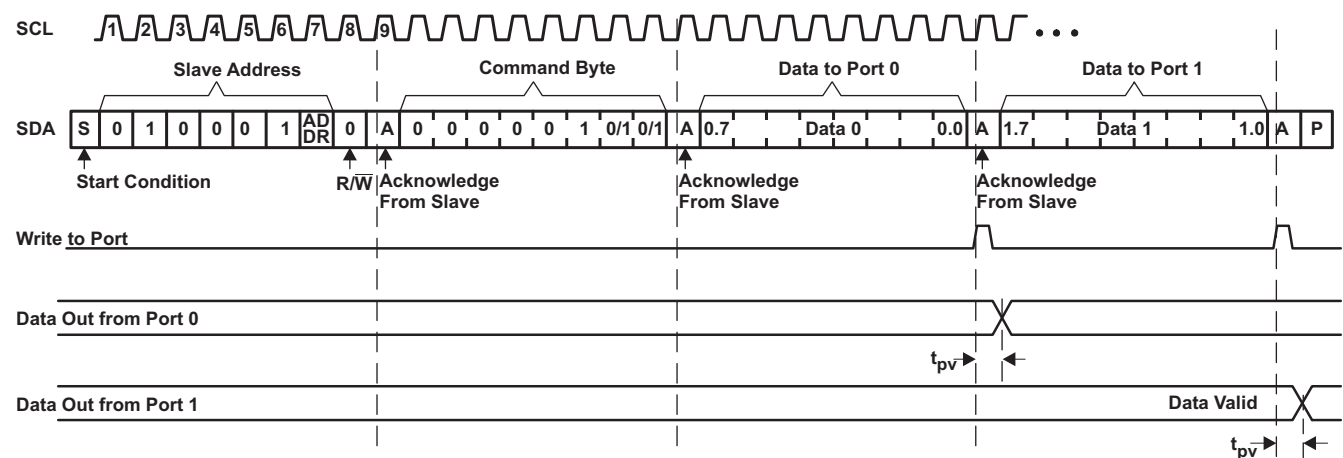 SCL 1 2 3 4 5 6 7 8 9
Slave Address Command Byte Data to Port 0 Data to Port 1
SDA S 0 1 0 0 0 1 AD DR 0 A 0 0 0 0 0 1 0/1 0/1 A 0.7 Data 0 0.0 A 1.7 Data 1 1.0 A P
Start Condition R/W̅ Acknowledge From Slave Acknowledge From Slave Acknowledge From Slave
Write to Port
Data Out from Port 0
tpv
Data Out from Port 1 Data Valid
tpv